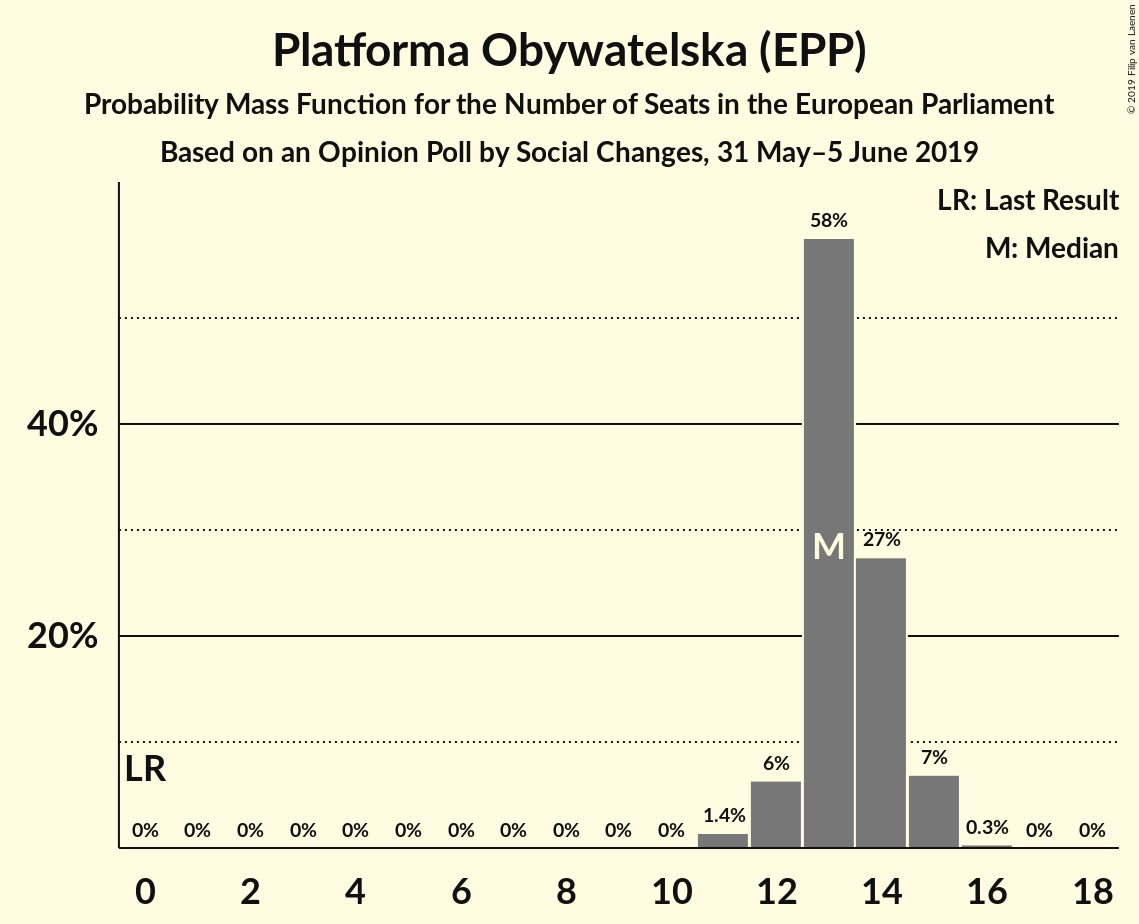 Platforma Obywatelska (EPP)
Probability Mass Function for the Number of Seats in the European Parliament
Based on an Opinion Poll by Social Changes, 31 May–5 June 2019
© 2019 Filip van Laenen
LR: Last Result
M: Median
58%
40%
M
27%
20%
LR
7%
6%
1.4%
0% 0% 0% 0% 0% 0% 0% 0% 0% 0% 0% 0.3% 0% 0%
0 2 4 6 8 10 12 14 16 18